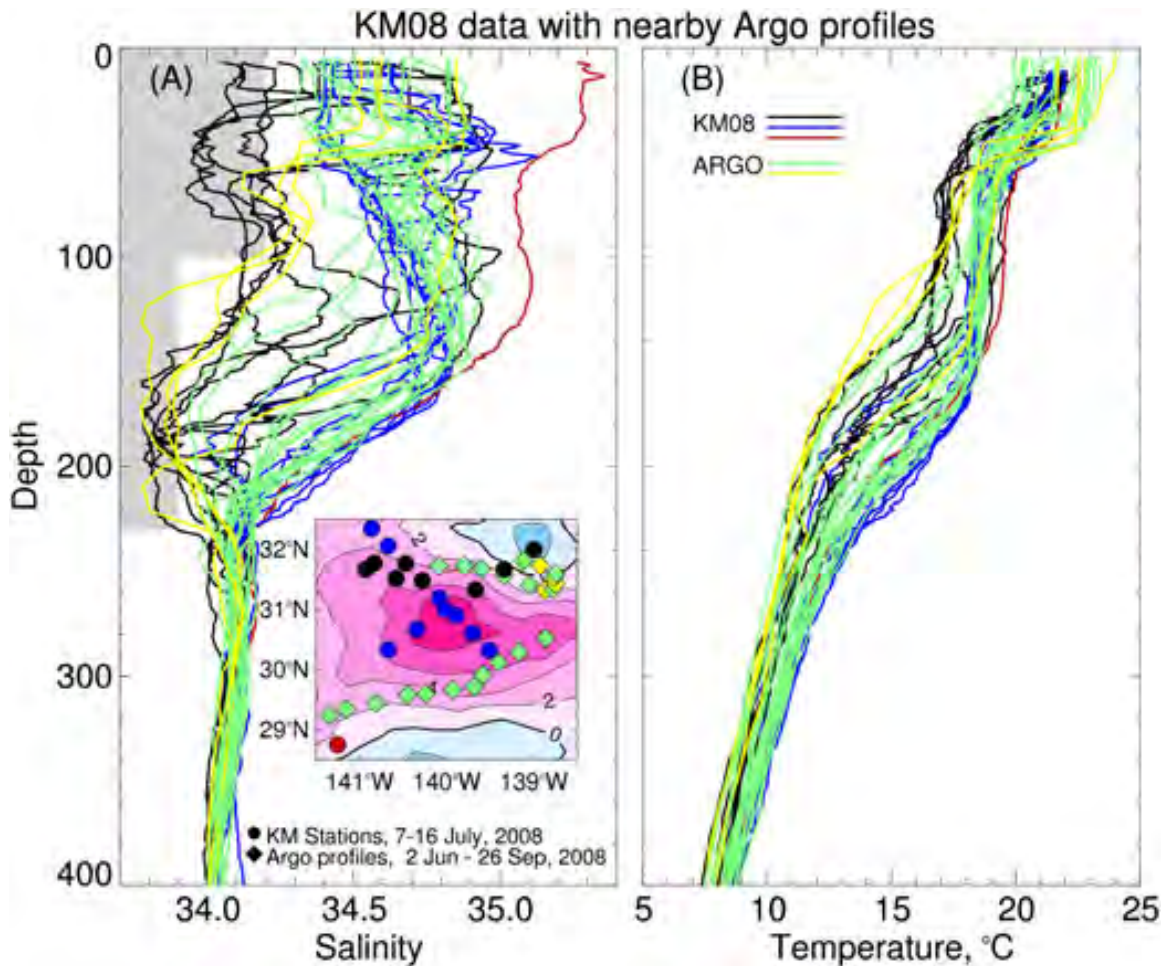 KM08 data with nearby Argo profiles
(A)
(B)
0
100
200
300
400
Depth
KM08
ARGO
2
0
4
2
32°N
31°N
30°N
29°N
141°W 140°W 139°W
KM Stations, 7-16 July, 2008
Argo profiles, 2 Jun - 26 Sep, 2008
34.0 34.5 35.0
Salinity
5 10 15 20 25
Temperature, °C